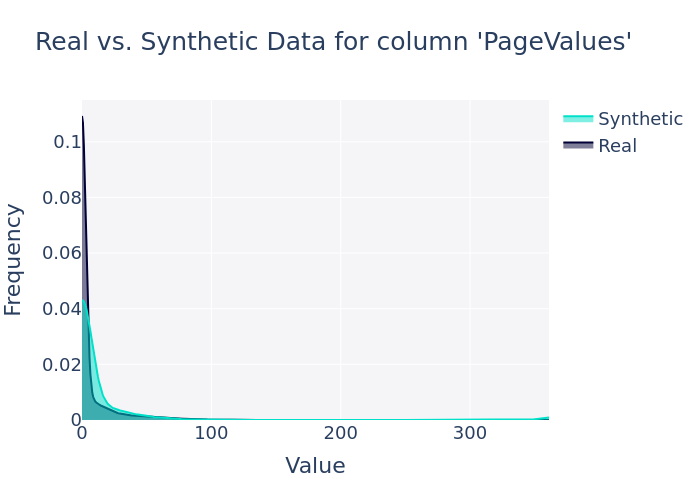 Real vs. Synthetic Data for column 'PageValues'
Synthetic
Real
0.1
0.08
0.06
0.04
0.02
0
0 100 200 300
Frequency
Value